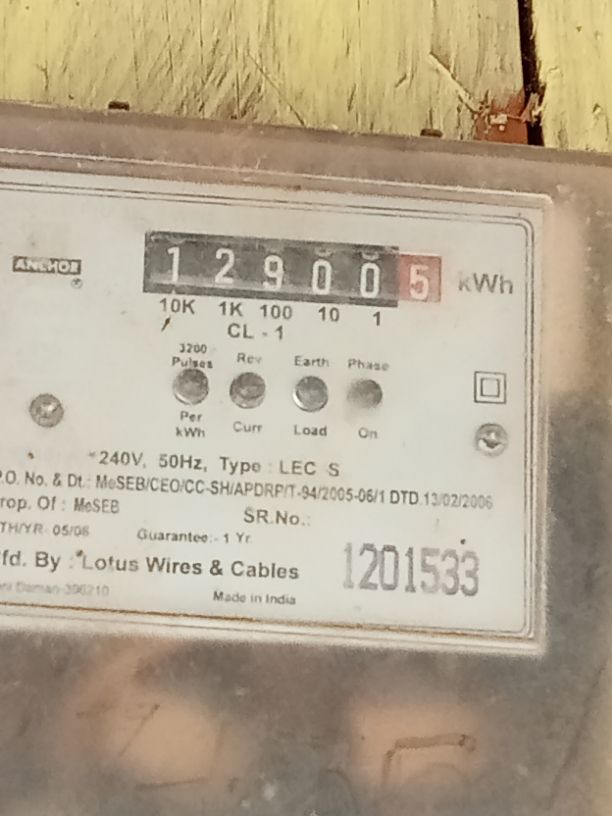 ANCHOR
1 2 9 0 0 5 kWh
10K 1K 100 10 1
CL - 1
3200 Pulses Rev Earth Phase
Per kWh Curr Load On
240V, 50Hz, Type : LEC S
P.O. No. & Dt.: MeSEB/CEO/CC-SH/APDRP/T-94/2005-06/1 DTD.13/02/2006
rop. Of : MeSEB SR.No.:
TH/YR- 05/06 Guarantee:- 1 Yr.
fd. By : Lotus Wires & Cables 1201533
Daman-396210 Made in India